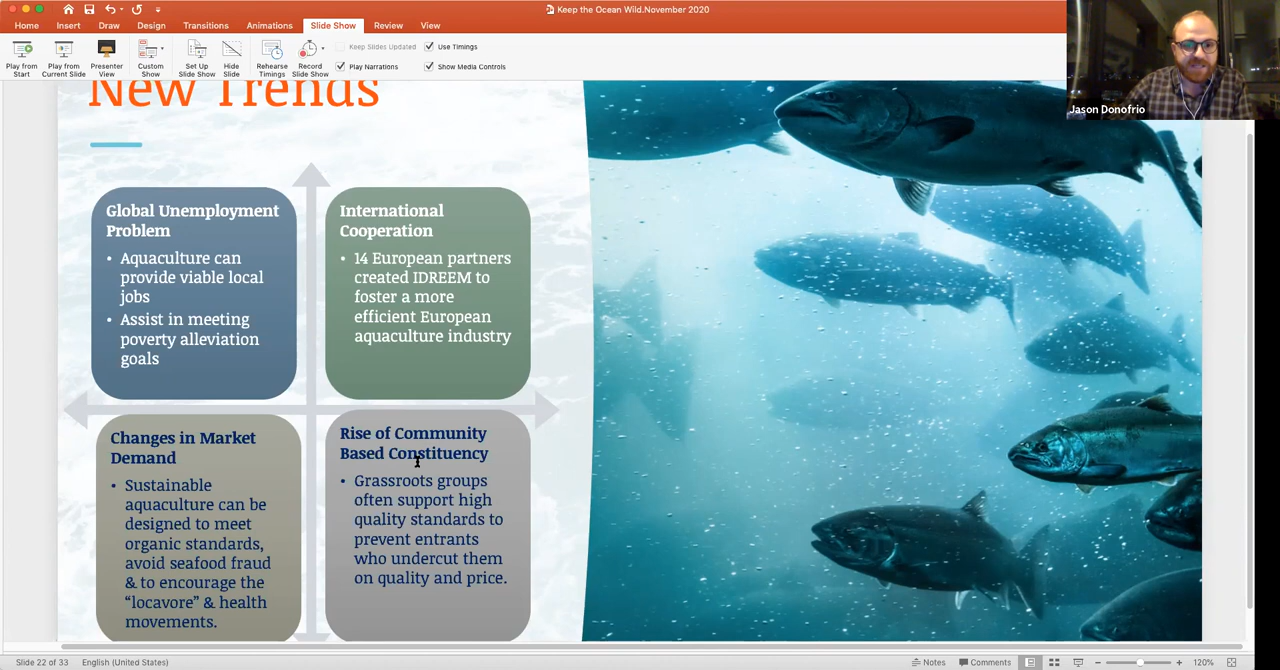 Keep the Ocean Wild.November 2020
Home Insert Draw Design Transitions Animations Slide Show Review View
Play from
Start
Play from
Current Slide
Presenter
View
Custom
Show
Set Up
Slide Show
Hide
Slide
Rehearse
Timings
Record
Slide Show
Keep Slides Updated
Use Timings
Play Narrations
Show Media Controls
Jason Donofrio
New Trends
Global Unemployment
Problem
• Aquaculture can
provide viable local
jobs
• Assist in meeting
poverty alleviation
goals
International
Cooperation
• 14 European partners
created IDREEM to
foster a more
efficient European
aquaculture industry
Changes in Market
Demand
• Sustainable
aquaculture can be
designed to meet
organic standards,
avoid seafood fraud
& to encourage the
“locavore” & health
movements.
Rise of Community
Based Constituency
• Grassroots groups
often support high
quality standards to
prevent entrants
who undercut them
on quality and price.
Slide 22 of 33 English (United States) Notes Comments 120%